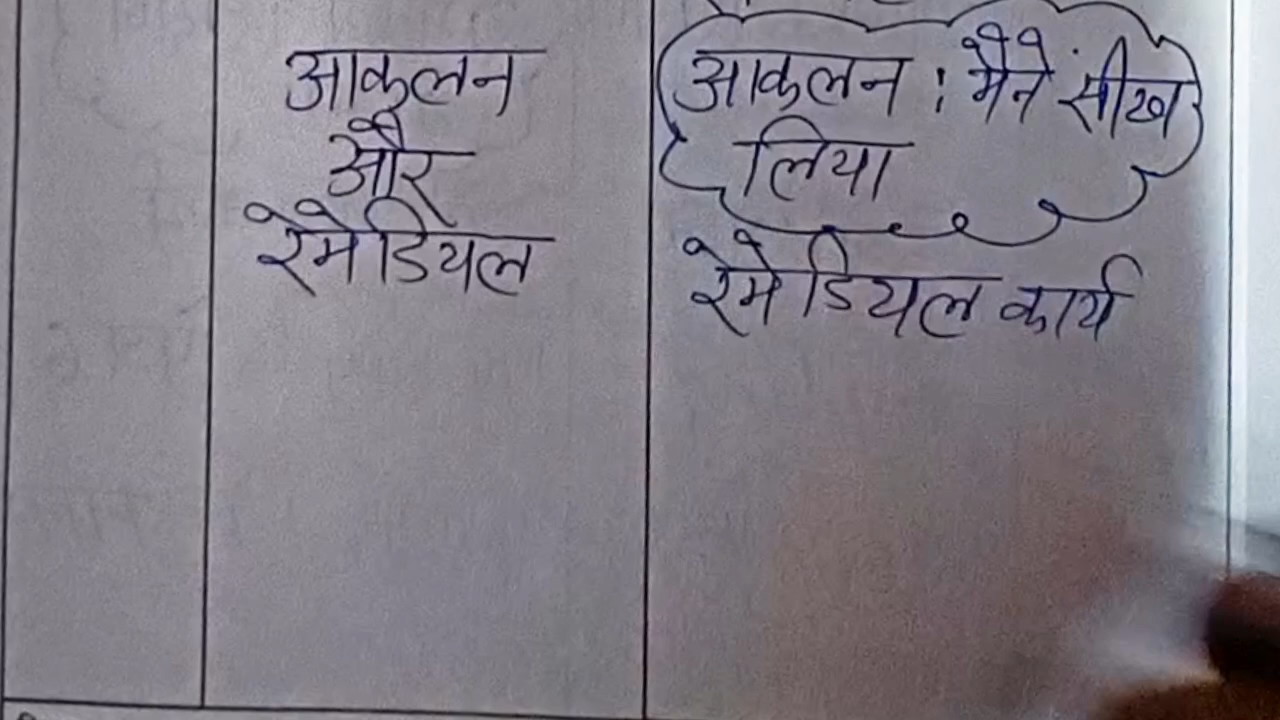 आकलन
और
रेमेडियल
आकलन : मैने सीख
लिया
रेमेडियल कार्य